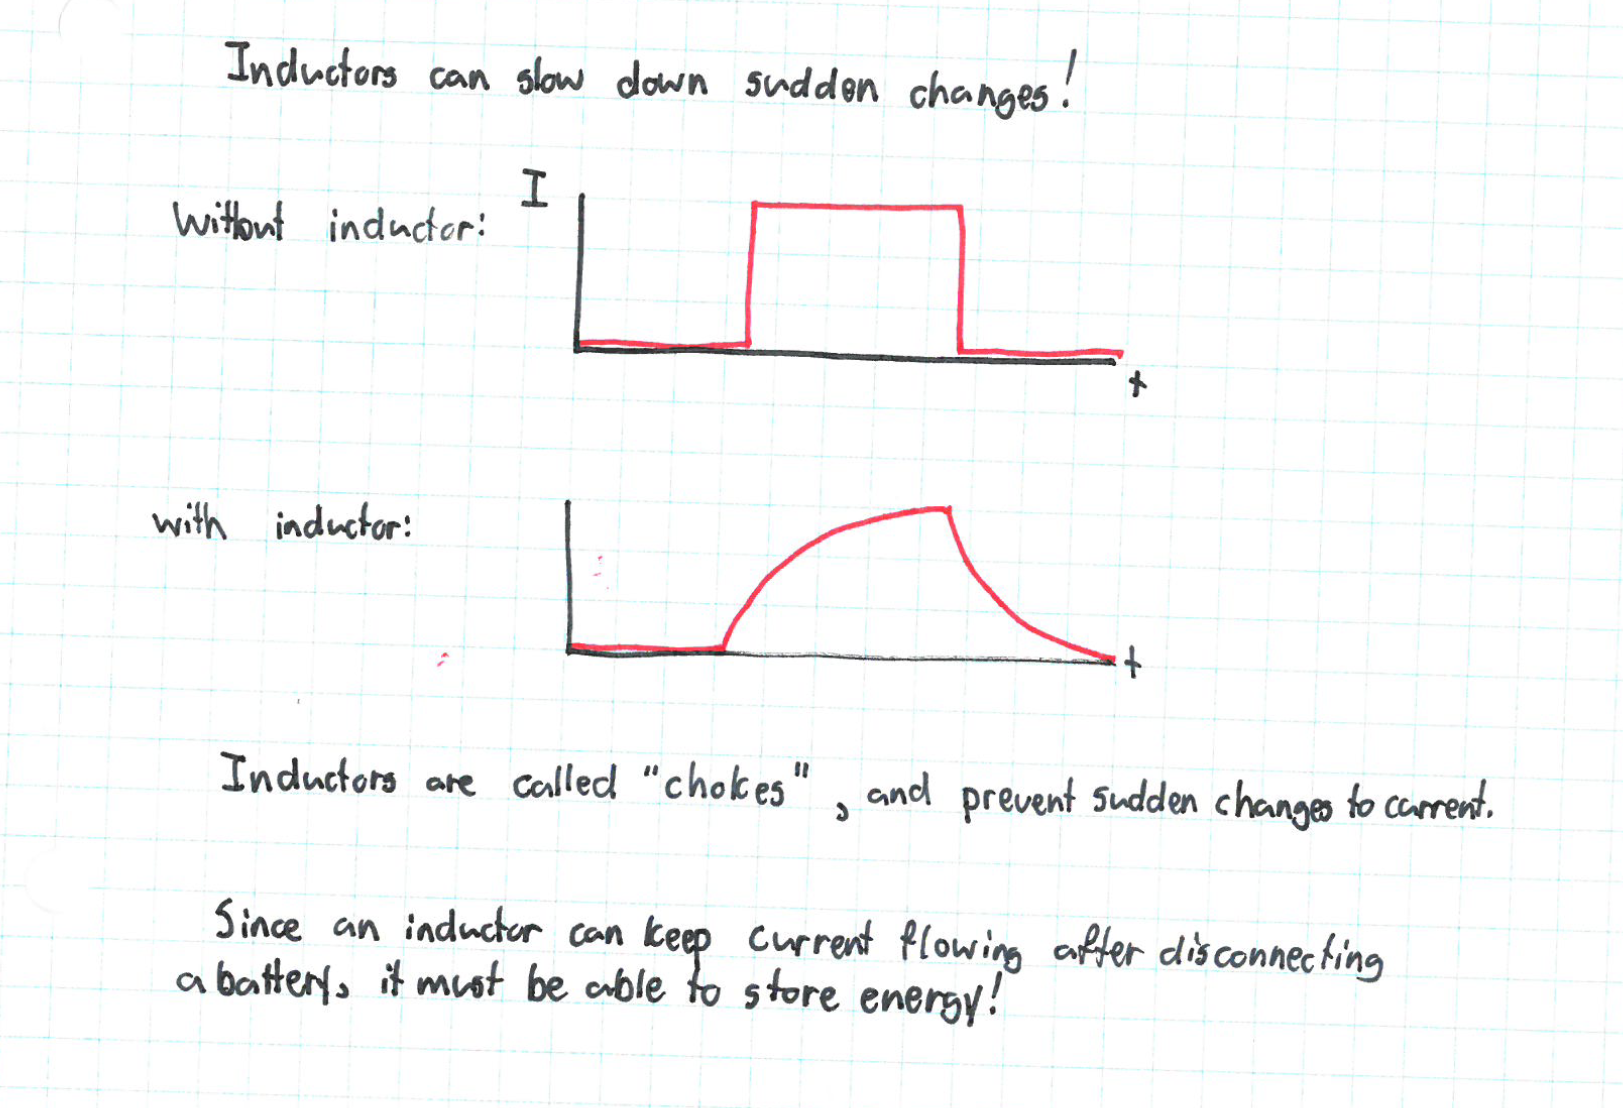 Inductors can slow down sudden changes!
I
Without inductor:
t
with inductor:
t
Inductors are called "chokes", and prevent sudden changes to current.
Since an inductor can keep current flowing after disconnecting
a battery, it must be able to store energy!